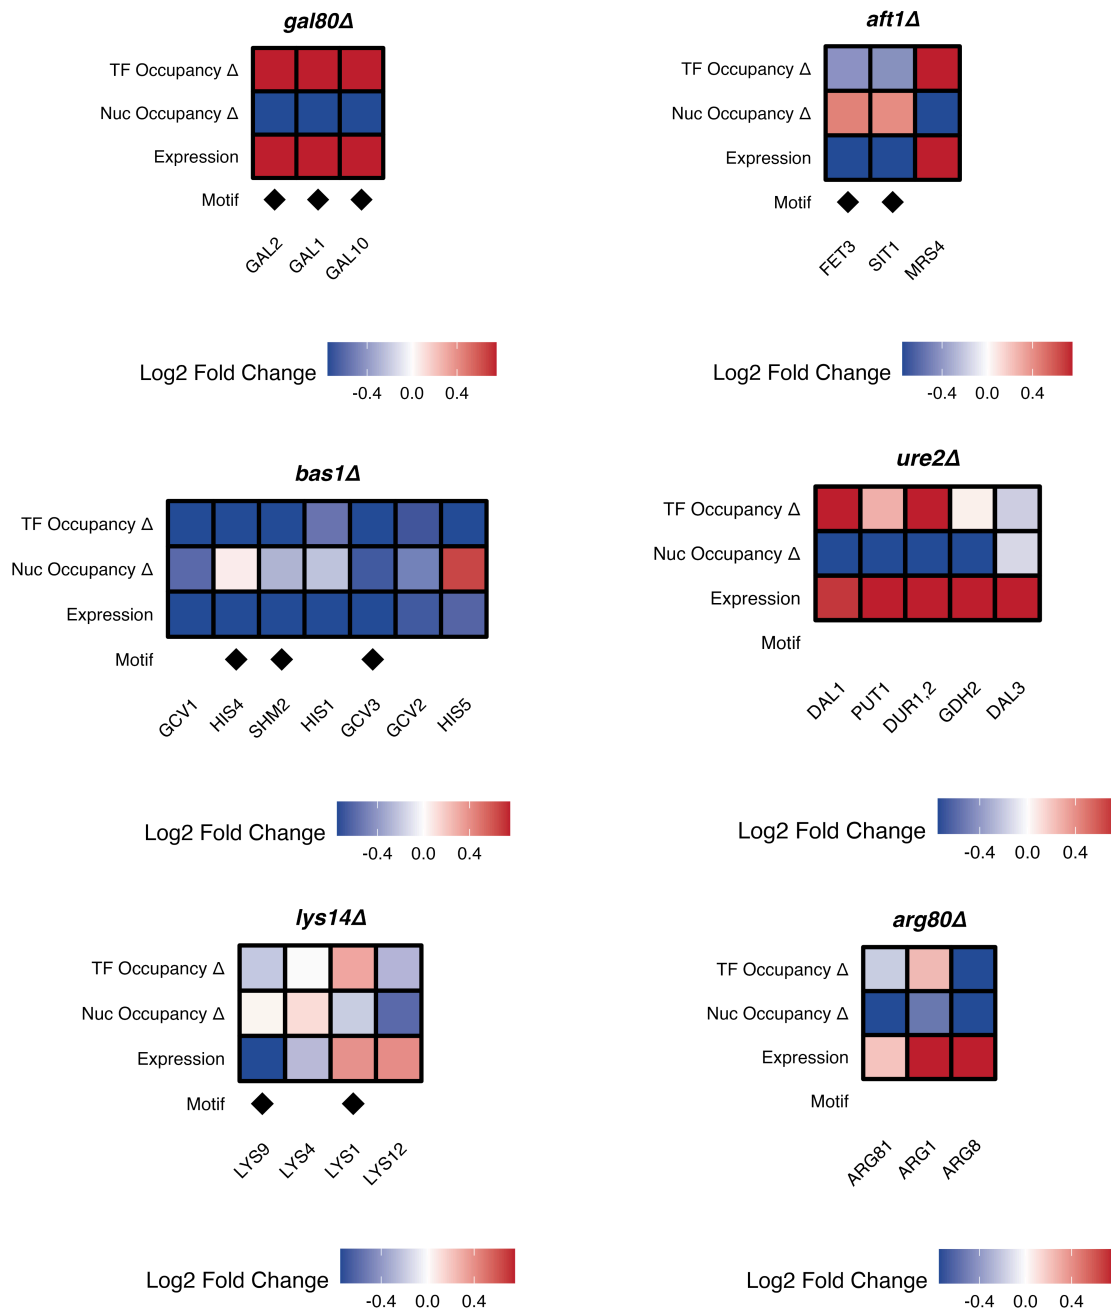 gal80Δ
TF Occupancy Δ
Nuc Occupancy Δ
Expression
Motif
GAL2 GAL1 GAL10
Log2 Fold Change
-0.4 0.0 0.4
aft1Δ
TF Occupancy Δ
Nuc Occupancy Δ
Expression
Motif
FET3 SIT1 MRS4
Log2 Fold Change
-0.4 0.0 0.4
bas1Δ
TF Occupancy Δ
Nuc Occupancy Δ
Expression
Motif
GCV1 HIS4 SHM2 HIS1 GCV3 GCV2 HIS5
Log2 Fold Change
-0.4 0.0 0.4
ure2Δ
TF Occupancy Δ
Nuc Occupancy Δ
Expression
Motif
DAL1 PUT1 DUR1,2 GDH2 DAL3
Log2 Fold Change
-0.4 0.0 0.4
lys14Δ
TF Occupancy Δ
Nuc Occupancy Δ
Expression
Motif
LYS9 LYS4 LYS1 LYS12
Log2 Fold Change
-0.4 0.0 0.4
arg80Δ
TF Occupancy Δ
Nuc Occupancy Δ
Expression
Motif
ARG81 ARG1 ARG8
Log2 Fold Change
-0.4 0.0 0.4